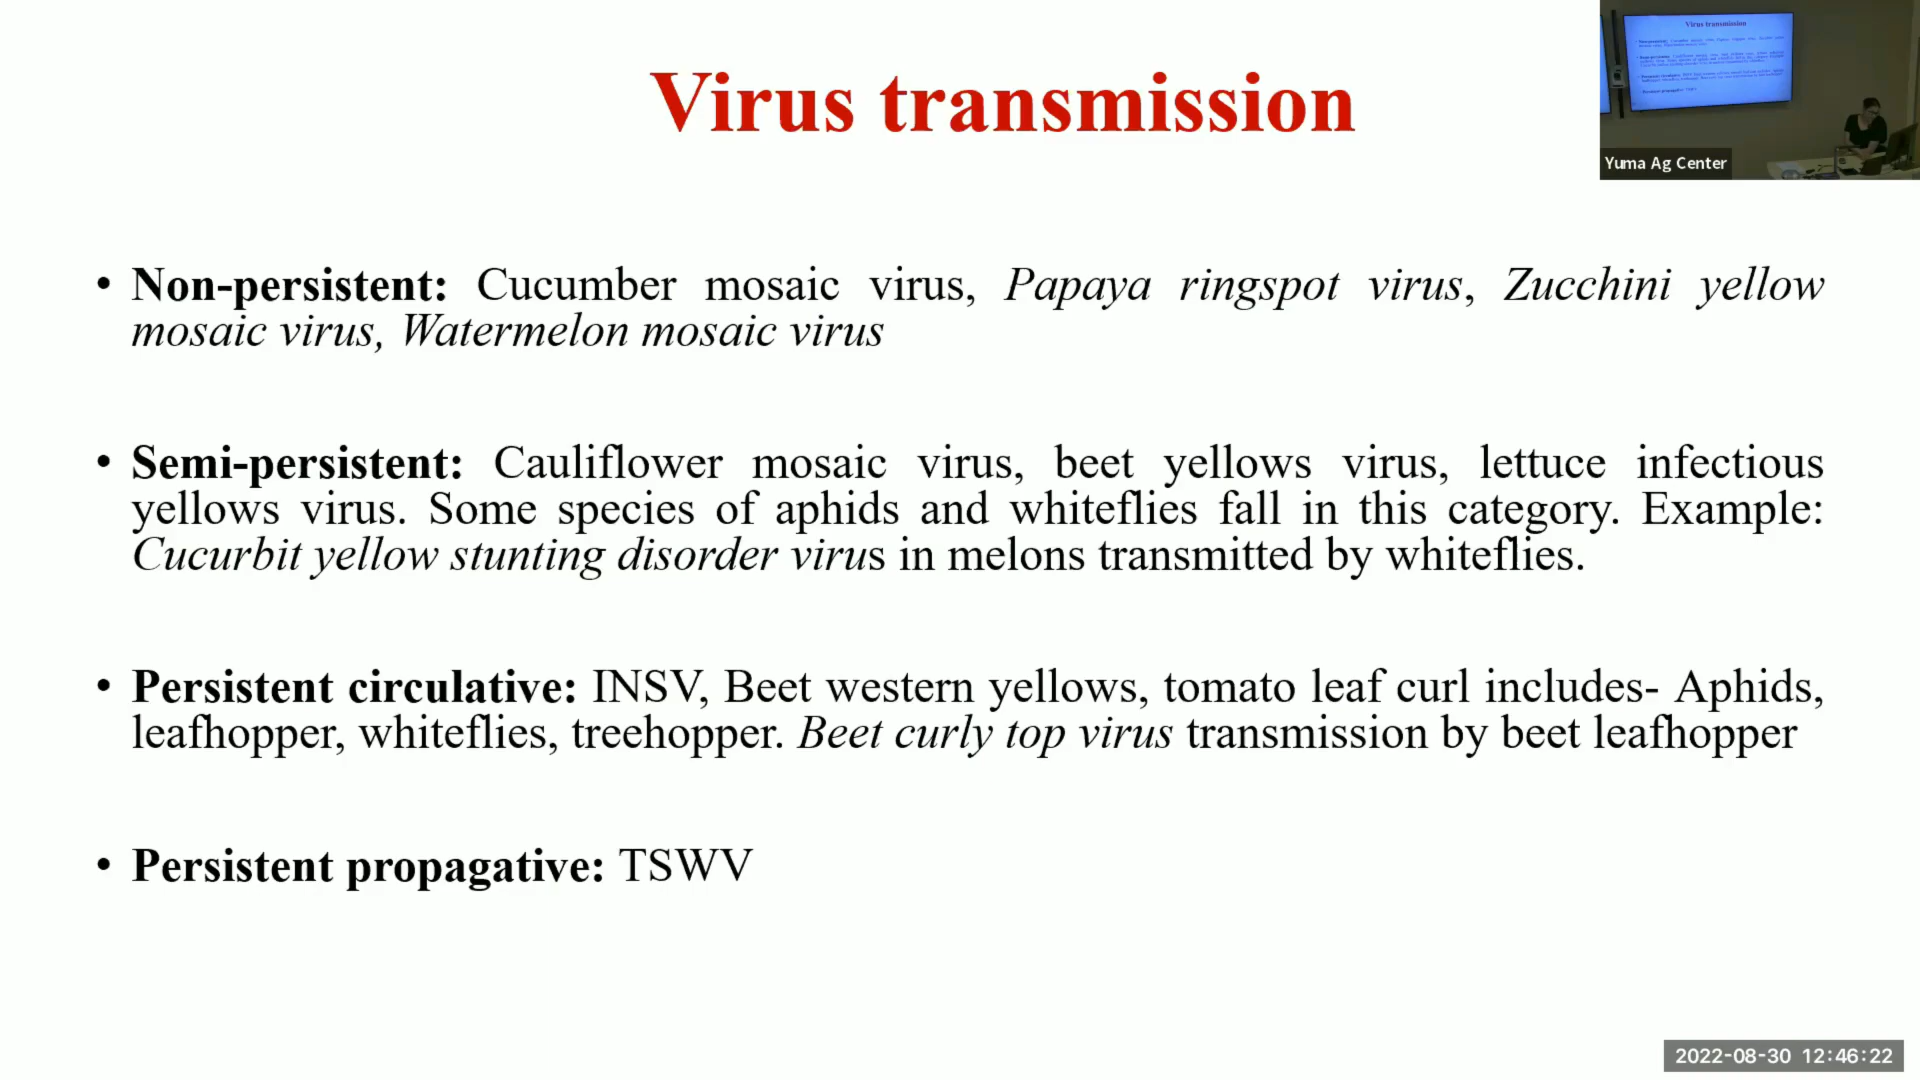 Virus transmission
Yuma Ag Center
• Non-persistent: Cucumber mosaic virus, Papaya ringspot virus, Zucchini yellow
mosaic virus, Watermelon mosaic virus
• Semi-persistent: Cauliflower mosaic virus, beet yellows virus, lettuce infectious
yellows virus. Some species of aphids and whiteflies fall in this category. Example:
Cucurbit yellow stunting disorder virus in melons transmitted by whiteflies.
• Persistent circulative: INSV, Beet western yellows, tomato leaf curl includes- Aphids,
leafhopper, whiteflies, treehopper. Beet curly top virus transmission by beet leafhopper
• Persistent propagative: TSWV
2022-08-30 12:46:22